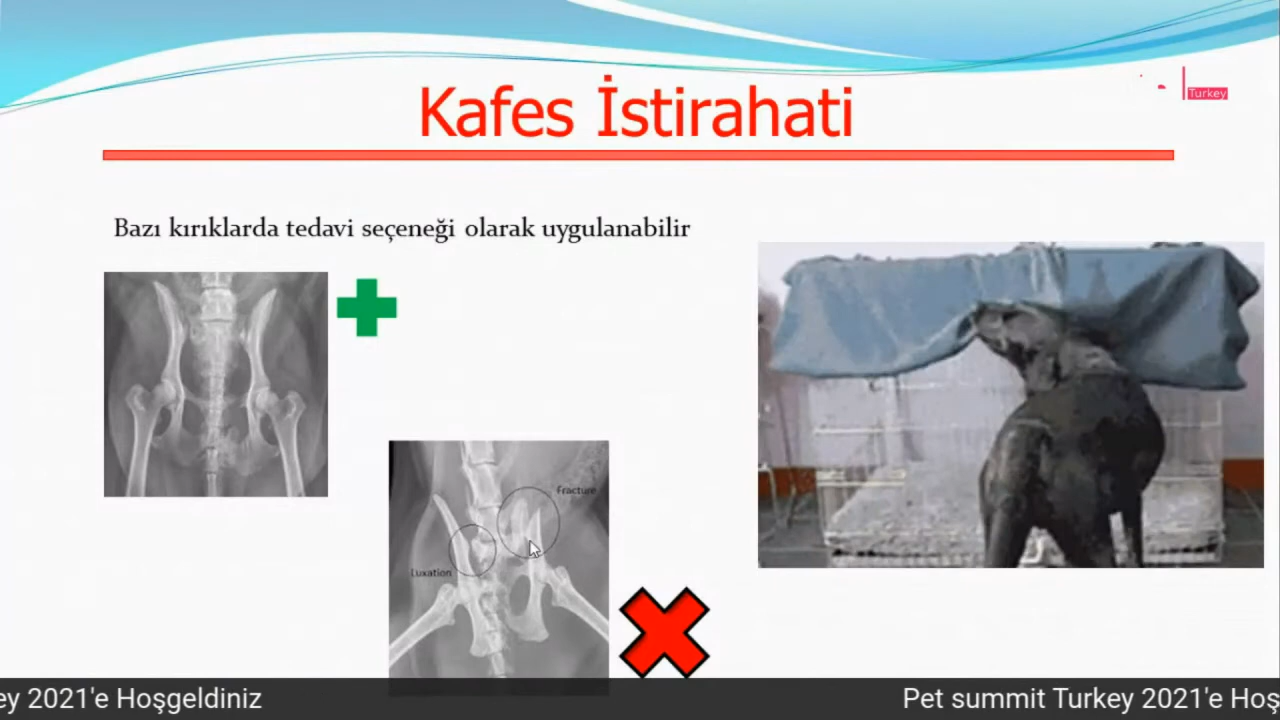 Kafes İstirahati
Turkey
Bazı kırıklarda tedavi seçeneği olarak uygulanabilir
Fracture
Luxation
ey 2021'e Hoşgeldiniz
Pet summit Turkey 2021'e Hoş